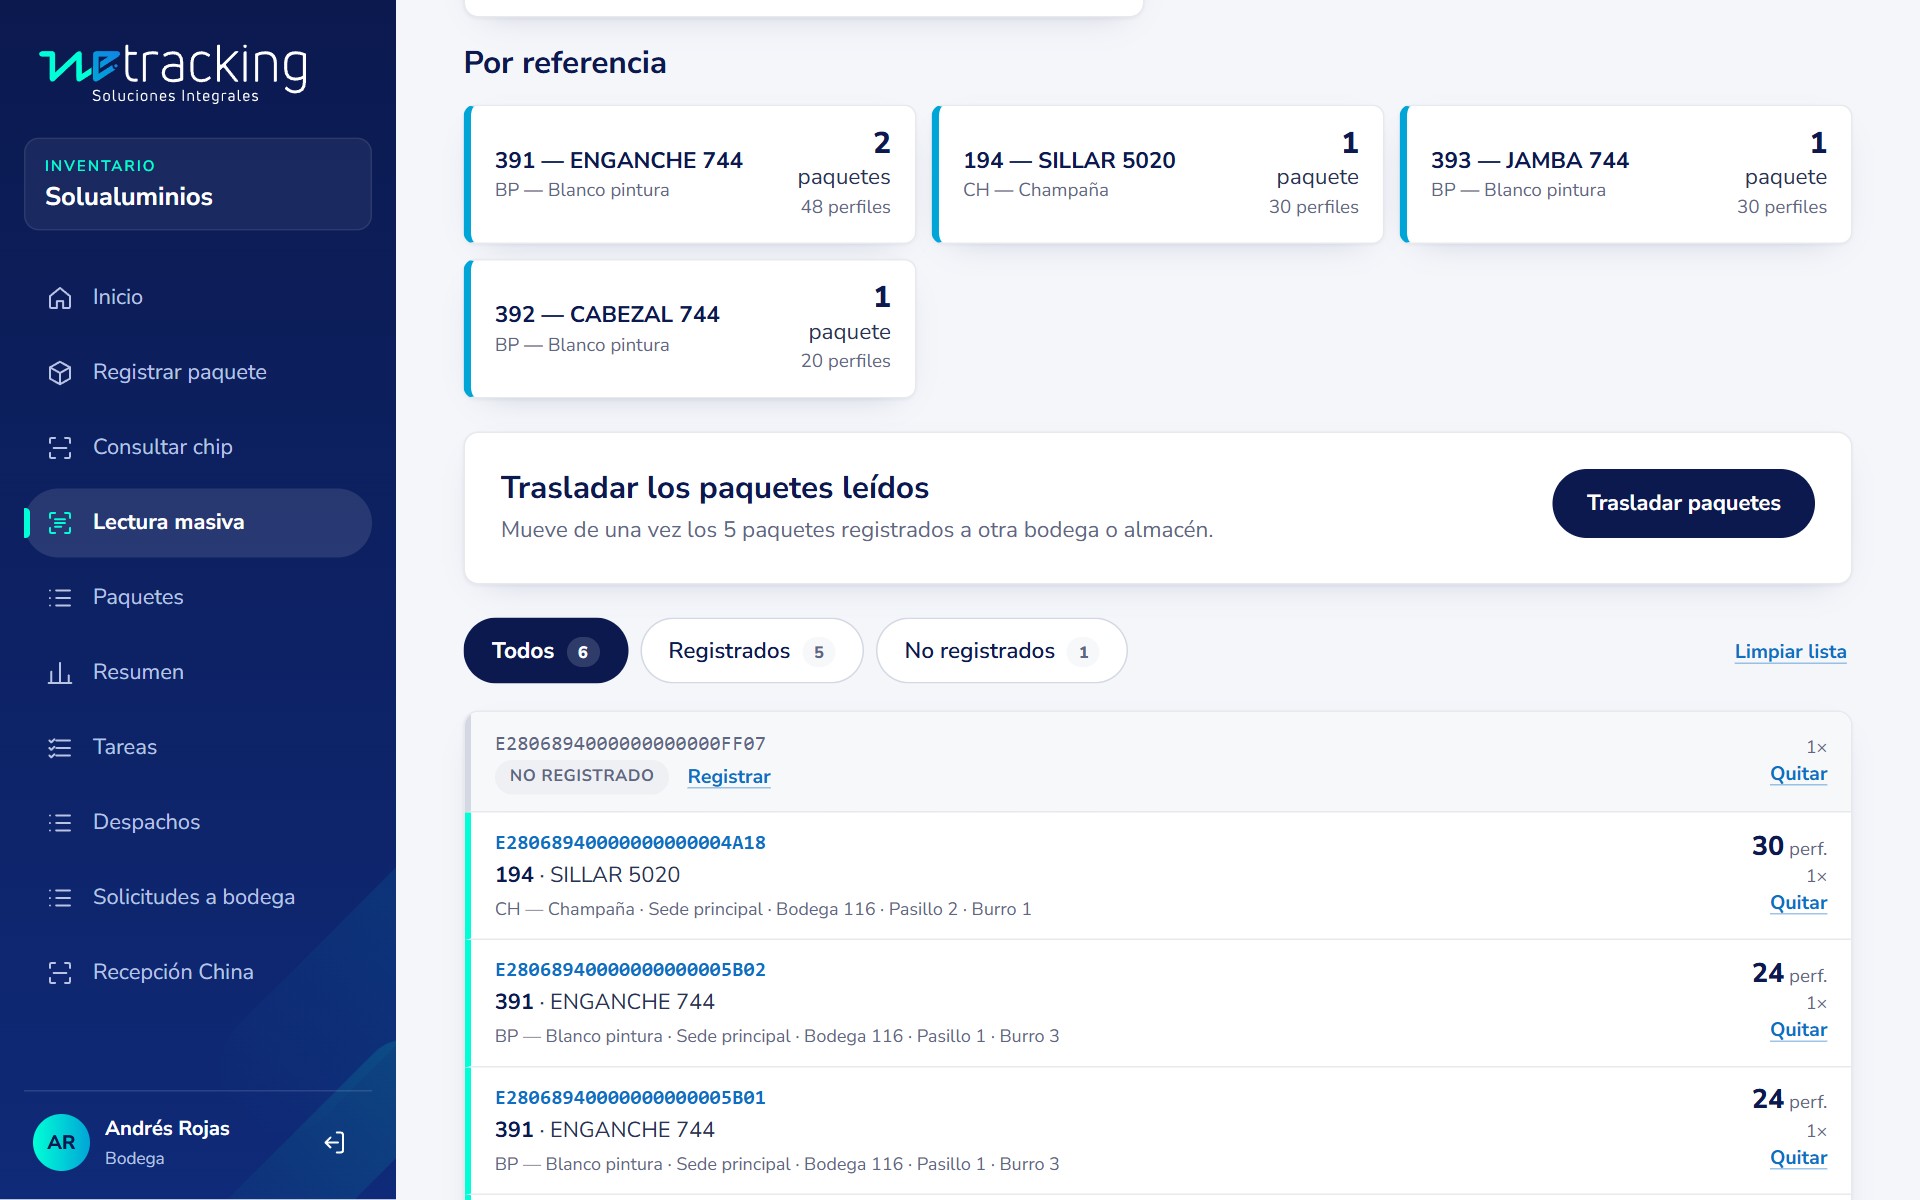 wetracking
Soluciones Integrales
INVENTARIO
Solualuminios
Inicio
Registrar paquete
Consultar chip
Lectura masiva
Paquetes
Resumen
Tareas
Despachos
Solicitudes a bodega
Recepción China
AR
Andrés Rojas
Bodega
Por referencia
391 — ENGANCHE 744
BP — Blanco pintura
2
paquetes
48 perfiles
194 — SILLAR 5020
CH — Champaña
1
paquete
30 perfiles
393 — JAMBA 744
BP — Blanco pintura
1
paquete
30 perfiles
392 — CABEZAL 744
BP — Blanco pintura
1
paquete
20 perfiles
Trasladar los paquetes leídos
Mueve de una vez los 5 paquetes registrados a otra bodega o almacén.
Trasladar paquetes
Todos 6
Registrados 5
No registrados 1
Limpiar lista
E2806894000000000000FF07
NO REGISTRADO Registrar
1×
Quitar
E28068940000000000004A18
194 · SILLAR 5020
CH — Champaña · Sede principal · Bodega 116 · Pasillo 2 · Burro 1
30 perf.
1×
Quitar
E28068940000000000005B02
391 · ENGANCHE 744
BP — Blanco pintura · Sede principal · Bodega 116 · Pasillo 1 · Burro 3
24 perf.
1×
Quitar
E28068940000000000005B01
391 · ENGANCHE 744
BP — Blanco pintura · Sede principal · Bodega 116 · Pasillo 1 · Burro 3
24 perf.
1×
Quitar